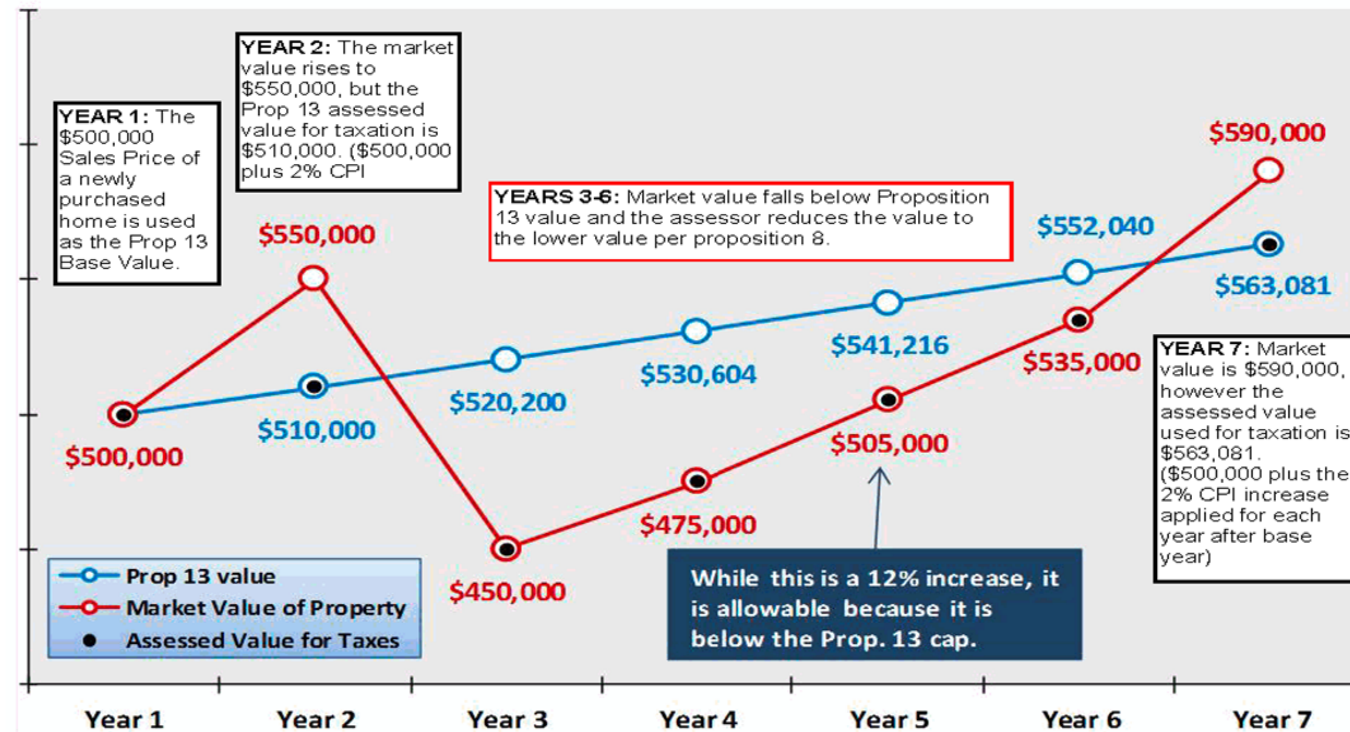 YEAR 1: The
$500,000
Sales Price of
a newly
purchased
home is used
as the Prop 13
Base Value.
YEAR 2: The market
value rises to
$550,000, but the
Prop 13 assessed
value for taxation is
$510,000. ($500,000
plus 2% CPI
YEARS 3-6: Market value falls below Proposition
13 value and the assessor reduces the value to
the lower value per proposition 8.
$590,000
$550,000
$552,040
$563,081
$541,216
$530,604
$520,200
$510,000
$500,000
$535,000
$505,000
$475,000
$450,000
YEAR 7: Market
value is $590,000,
however the
assessed value
used for taxation is
$563,081.
($500,000 plus the
2% CPI increase
applied for each
year after base
year)
While this is a 12% increase, it
is allowable because it is
below the Prop. 13 cap.
Prop 13 value
Market Value of Property
Assessed Value for Taxes
Year 1 Year 2 Year 3 Year 4 Year 5 Year 6 Year 7